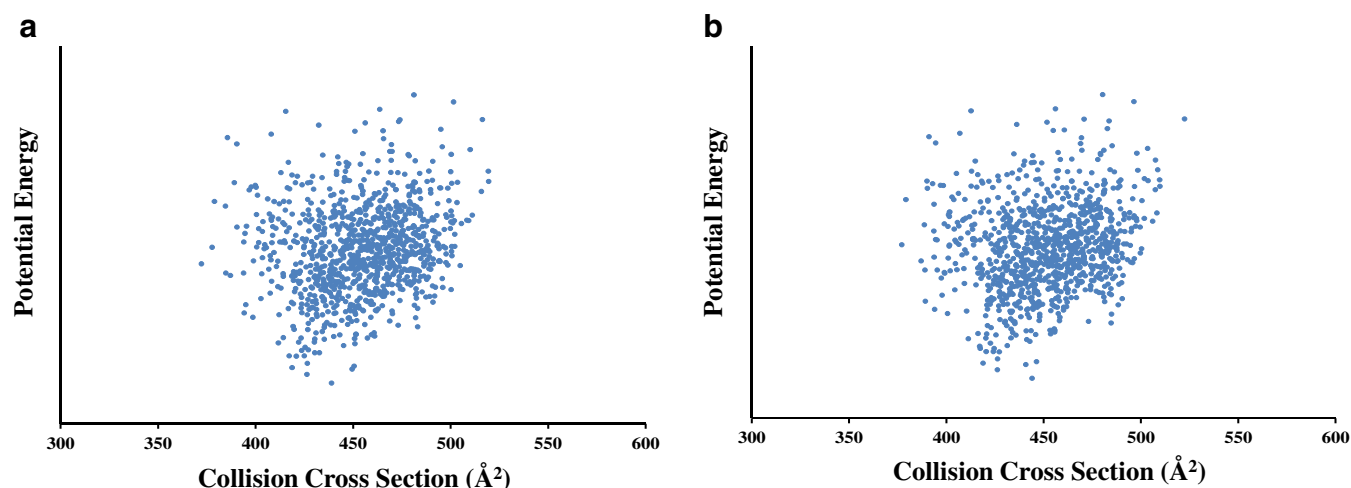 a
Potential Energy
300 350 400 450 500 550 600
Collision Cross Section (Å²)
b
Potential Energy
300 350 400 450 500 550 600
Collision Cross Section (Å²)